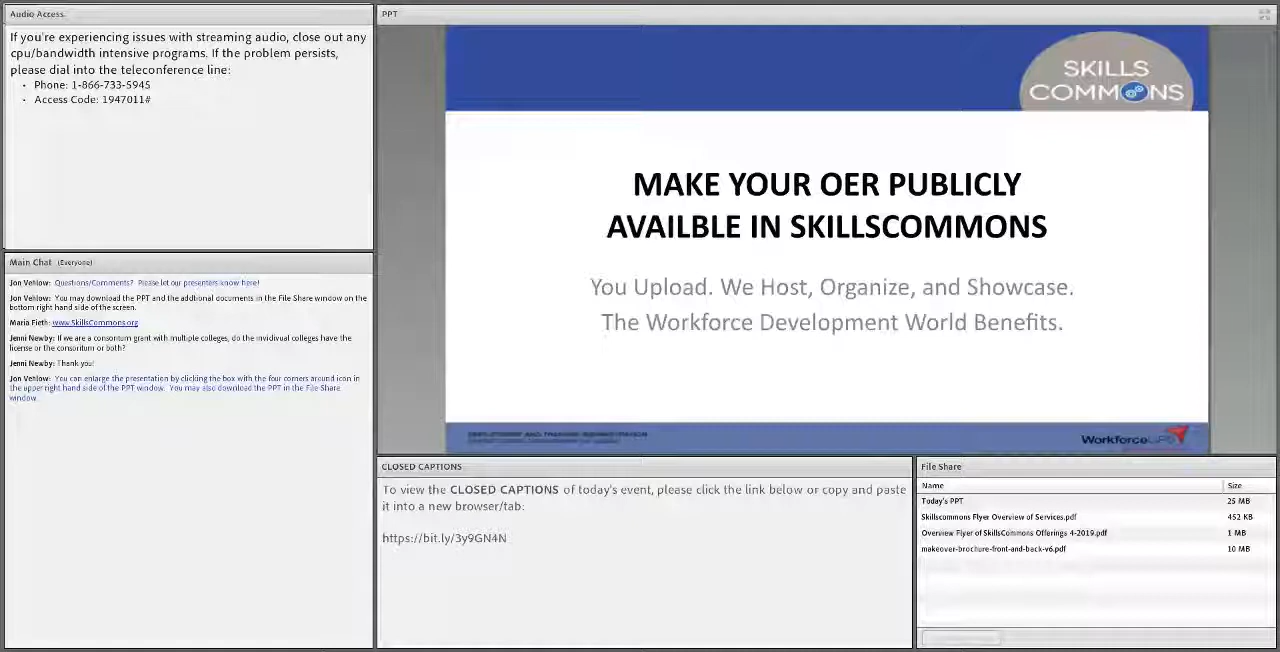 Audio Access
If you're experiencing issues with streaming audio, close out any
cpu/bandwidth intensive programs. If the problem persists,
please dial into the teleconference line:
• Phone: 1-866-733-5945
• Access Code: 1947011#
Main Chat (Everyone)
Jon Vehlow: Questions/Comments? Please let our presenters know here!
Jon Vehlow: You may download the PPT and the addtional documents in the File Share window on the
bottom right hand side of the screen.
Maria Fieth: www.SkillsCommons.org
Jenni Newby: If we are a consortum grant with multiple colleges, do the invidivual colleges have the
license or the consoritum or both?
Jenni Newby: Thank you!
Jon Vehlow: You can enlarge the presentation by clicking the box with the four corners around icon in
the upper right hand side of the PPT window. You may also download the PPT in the File Share
window.
PPT
SKILLS
COMMONS
MAKE YOUR OER PUBLICLY
AVAILBLE IN SKILLSCOMMONS
You Upload. We Host, Organize, and Showcase.
The Workforce Development World Benefits.
EMPLOYMENT AND TRAINING ADMINISTRATION
WorkforceGPS
CLOSED CAPTIONS
To view the CLOSED CAPTIONS of today's event, please click the link below or copy and paste
it into a new browser/tab:
https://bit.ly/3y9GN4N
File Share
Name Size
Today's PPT 25 MB
Skillscommons Flyer Overview of Services.pdf 452 KB
Overview Flyer of SkillsCommons Offerings 4-2019.pdf 1 MB
makeover-brochure-front-and-back-v6.pdf 10 MB